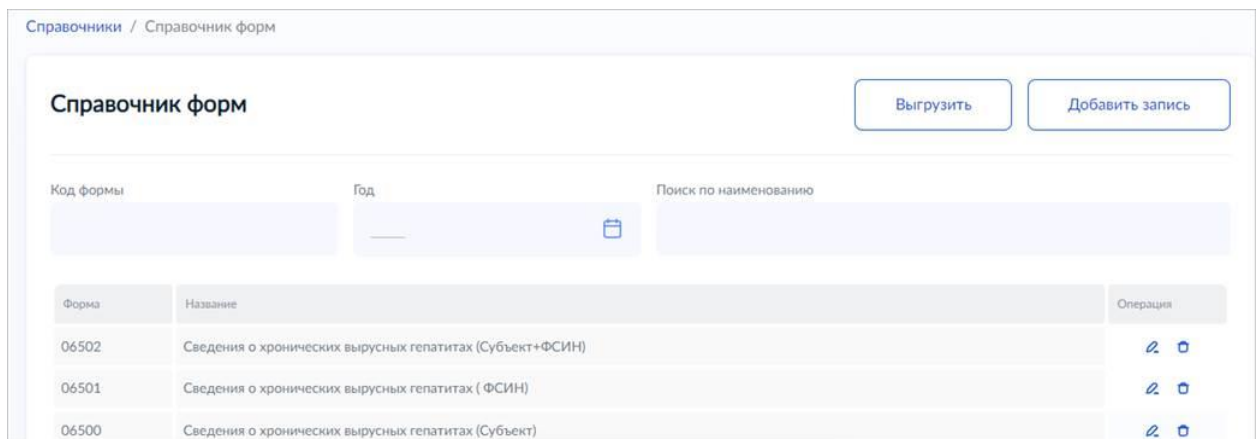 Справочники / Справочник форм
Справочник форм
Выгрузить
Добавить запись
Код формы
Год
Поиск по наименованию
Форма
Название
Операция
06502 Сведения о хронических вырусных гепатитах (Субъект+ФСИН)
06501 Сведения о хронических вырусных гепатитах ( ФСИН)
06500 Сведения о хронических вырусных гепатитах (Субъект)